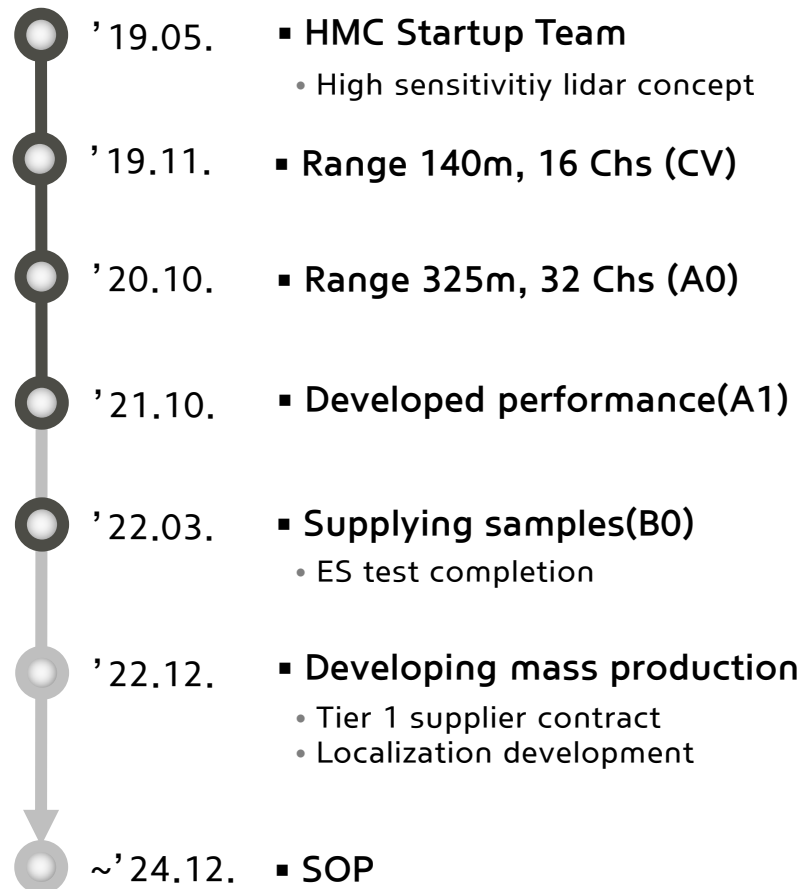 ’19.05. ▪ HMC Startup Team
• High sensitivitiy lidar concept
’19.11. ▪ Range 140m, 16 Chs (CV)
’20.10. ▪ Range 325m, 32 Chs (A0)
’21.10. ▪ Developed performance(A1)
’22.03. ▪ Supplying samples(B0)
• ES test completion
’22.12. ▪ Developing mass production
• Tier 1 supplier contract
• Localization development
~’24.12. ▪ SOP